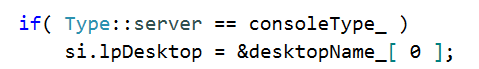 if( Type::server == consoleType_ )
    si.lpDesktop = &desktopName_[ 0 ];